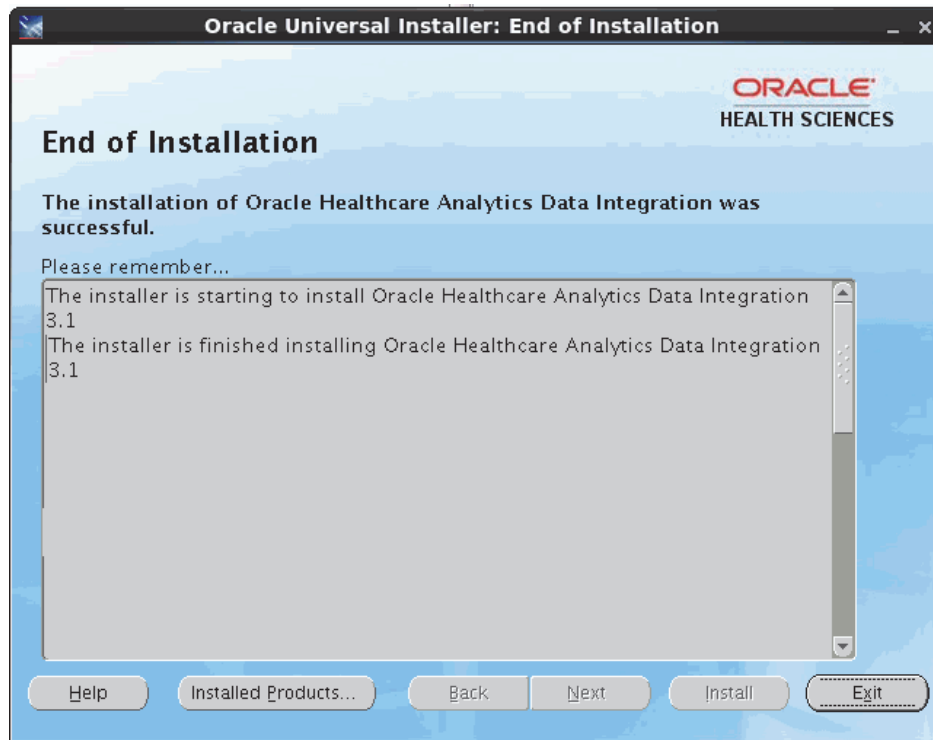 Oracle Universal Installer: End of Installation
ORACLE
HEALTH SCIENCES
End of Installation
The installation of Oracle Healthcare Analytics Data Integration was
successful.
Please remember...
The installer is starting to install Oracle Healthcare Analytics Data Integration
3.1
The installer is finished installing Oracle Healthcare Analytics Data Integration
3.1
Help Installed Products... Back Next Install Exit